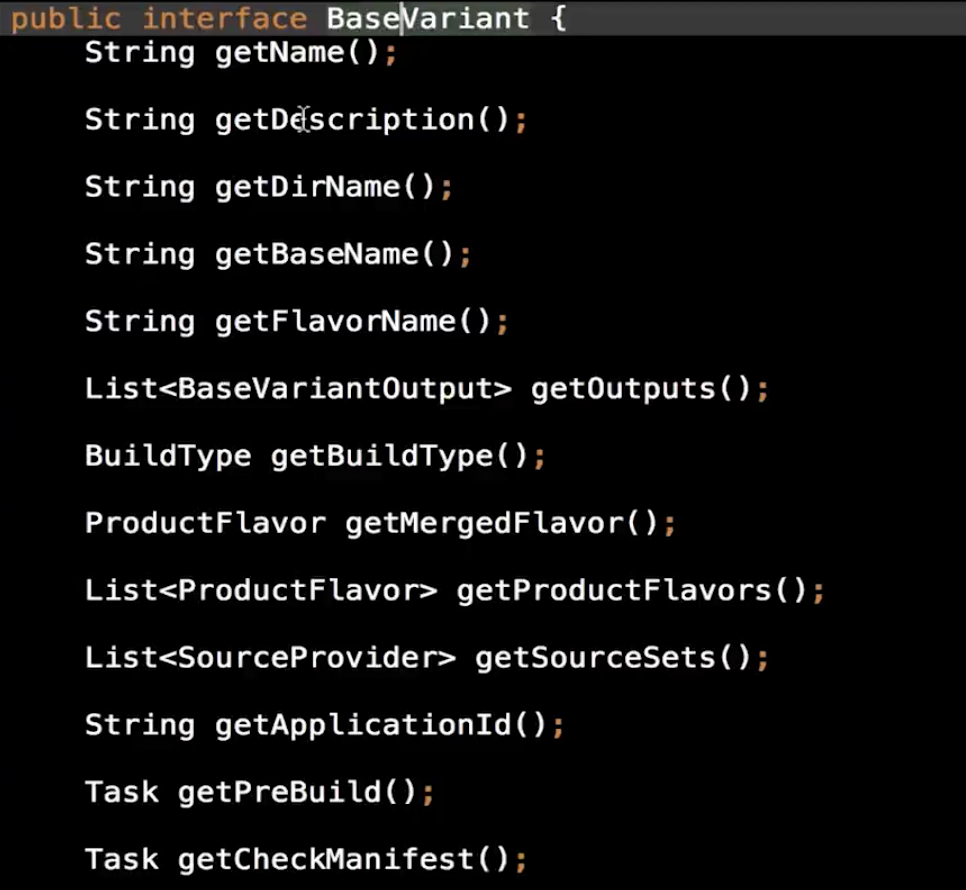 public interface BaseVariant {
String getName();
String getDescription();
String getDirName();
String getBaseName();
String getFlavorName();
List<BaseVariantOutput> getOutputs();
BuildType getBuildType();
ProductFlavor getMergedFlavor();
List<ProductFlavor> getProductFlavors();
List<SourceProvider> getSourceSets();
String getApplicationId();
Task getPreBuild();
Task getCheckManifest();